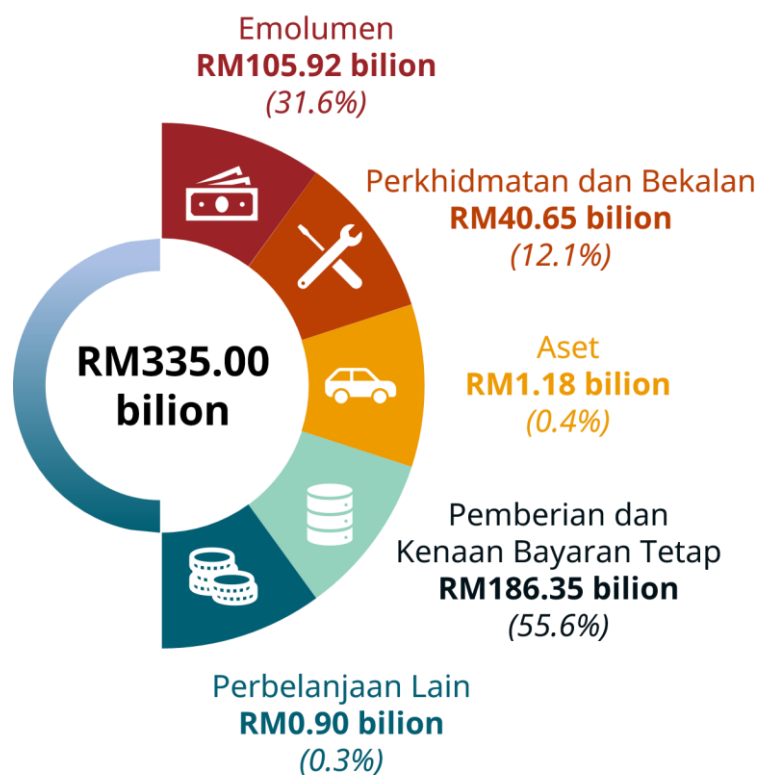 Emolumen
RM105.92 bilion
(31.6%)
Perkhidmatan dan Bekalan
RM40.65 bilion
(12.1%)
RM335.00
bilion
Aset
RM1.18 bilion
(0.4%)
Pemberian dan
Kenaan Bayaran Tetap
RM186.35 bilion
(55.6%)
Perbelanjaan Lain
RM0.90 bilion
(0.3%)